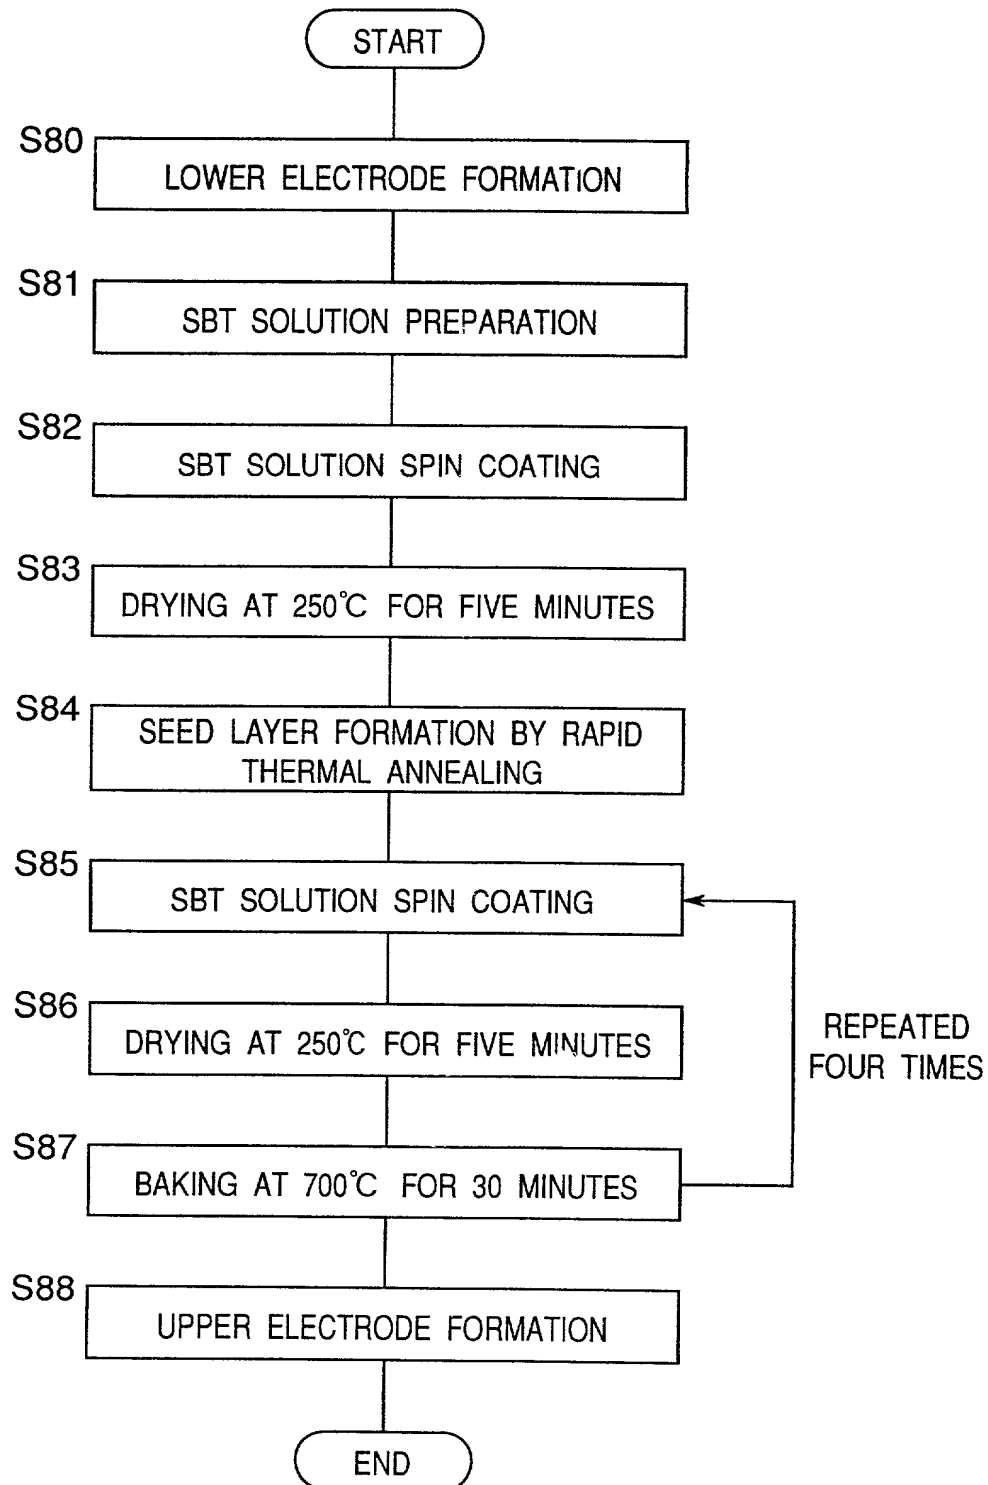 START
S80
LOWER ELECTRODE FORMATION
S81
SBT SOLUTION PREPARATION
S82
SBT SOLUTION SPIN COATING
S83
DRYING AT 250℃ FOR FIVE MINUTES
S84
SEED LAYER FORMATION BY RAPID
THERMAL ANNEALING
S85
SBT SOLUTION SPIN COATING
S86
DRYING AT 250℃ FOR FIVE MINUTES
REPEATED
FOUR TIMES
S87
BAKING AT 700℃ FOR 30 MINUTES
S88
UPPER ELECTRODE FORMATION
END